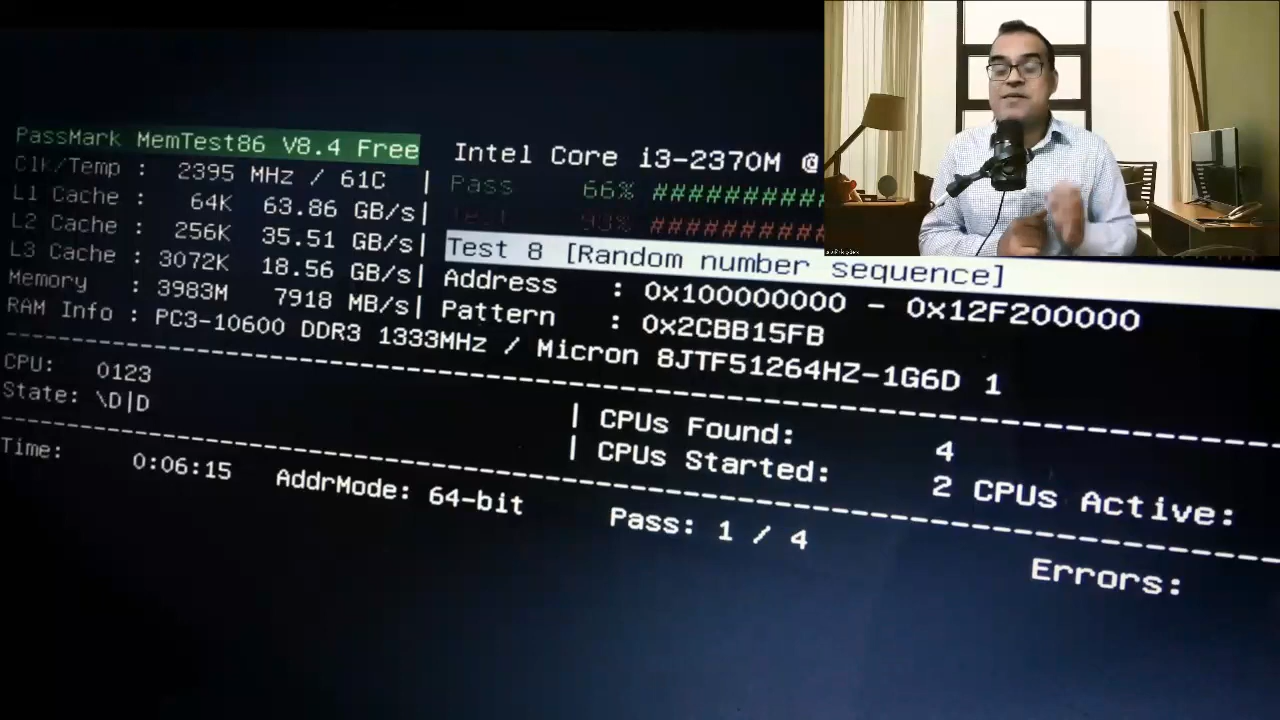 PassMark MemTest86 V8.4 Free
Intel Core i3-2370M @
Clk/Temp : 2395 MHz / 61C |
Pass 66% ##########
L1 Cache : 64K 63.86 GB/s|
Test 93% ##########
L2 Cache : 256K 35.51 GB/s|
Test 8 [Random number sequence]
L3 Cache : 3072K 18.56 GB/s|
Address : 0x100000000 - 0x12F200000
Memory : 3983M 7918 MB/s|
Pattern : 0x2CBB15FB
RAM Info : PC3-10600 DDR3 1333MHz / Micron 8JTF51264HZ-1G6D 1
CPU: 0123
| CPUs Found: 4
State: \D|D
| CPUs Started: 2 CPUs Active:
Time: 0:06:15 AddrMode: 64-bit Pass: 1 / 4 Errors: